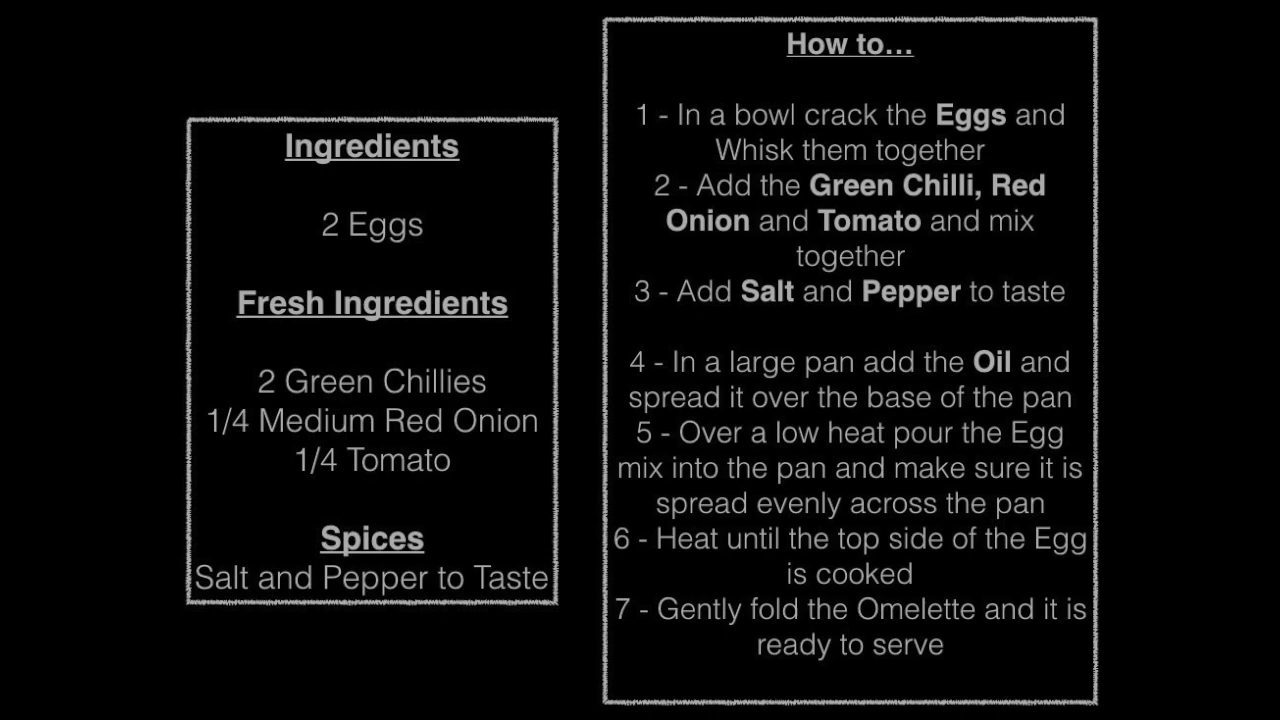 Ingredients
2 Eggs
Fresh Ingredients
2 Green Chillies
1/4 Medium Red Onion
1/4 Tomato
Spices
Salt and Pepper to Taste
How to...
1 - In a bowl crack the Eggs and
Whisk them together
2 - Add the Green Chilli, Red
Onion and Tomato and mix
together
3 - Add Salt and Pepper to taste
4 - In a large pan add the Oil and
spread it over the base of the pan
5 - Over a low heat pour the Egg
mix into the pan and make sure it is
spread evenly across the pan
6 - Heat until the top side of the Egg
is cooked
7 - Gently fold the Omelette and it is
ready to serve